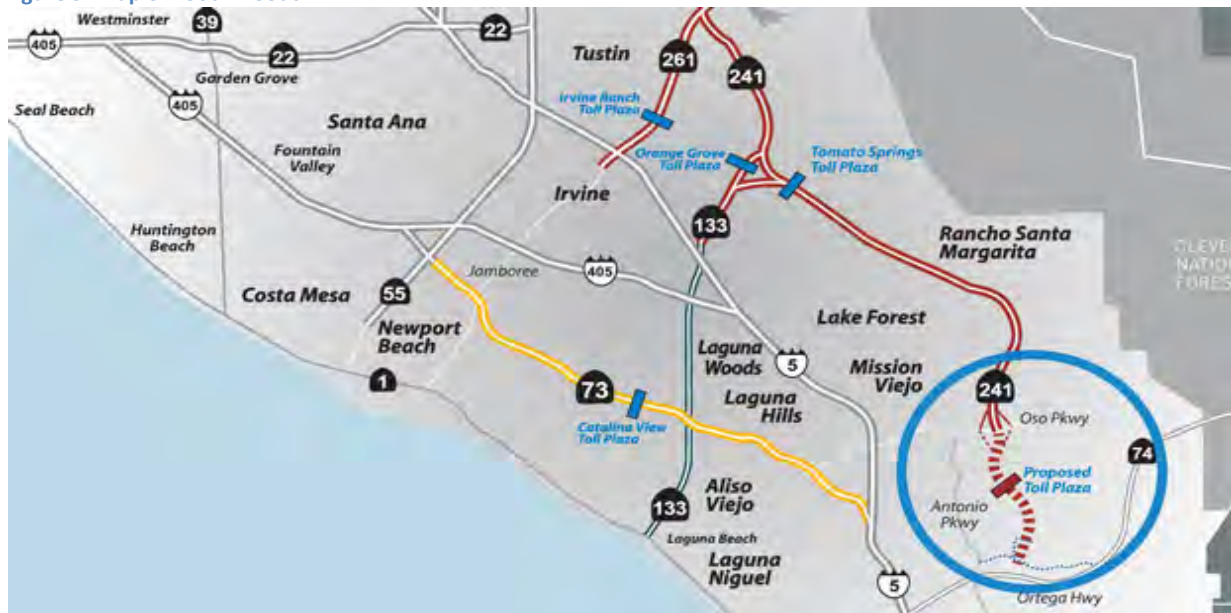 Westminster
39
405
22
22
Garden Grove
405
Seal Beach
Santa Ana
Fountain
Valley
Huntington
Beach
Costa Mesa
55
Newport
Beach
1
Jamboree
405
Tustin
261
241
Irvine Ranch
Toll Plaza
Orange Grove
Toll Plaza
Tomato Springs
Toll Plaza
Irvine
133
Rancho Santa
Margarita
Lake Forest
Laguna
Woods
5
Mission
Viejo
Laguna
Hills
73
Catalina View
Toll Plaza
241
Oso Pkwy
74
Proposed
Toll Plaza
Antonio
Pkwy
Aliso
Viejo
133
Laguna Beach
Laguna
Niguel
5
Ortega Hwy